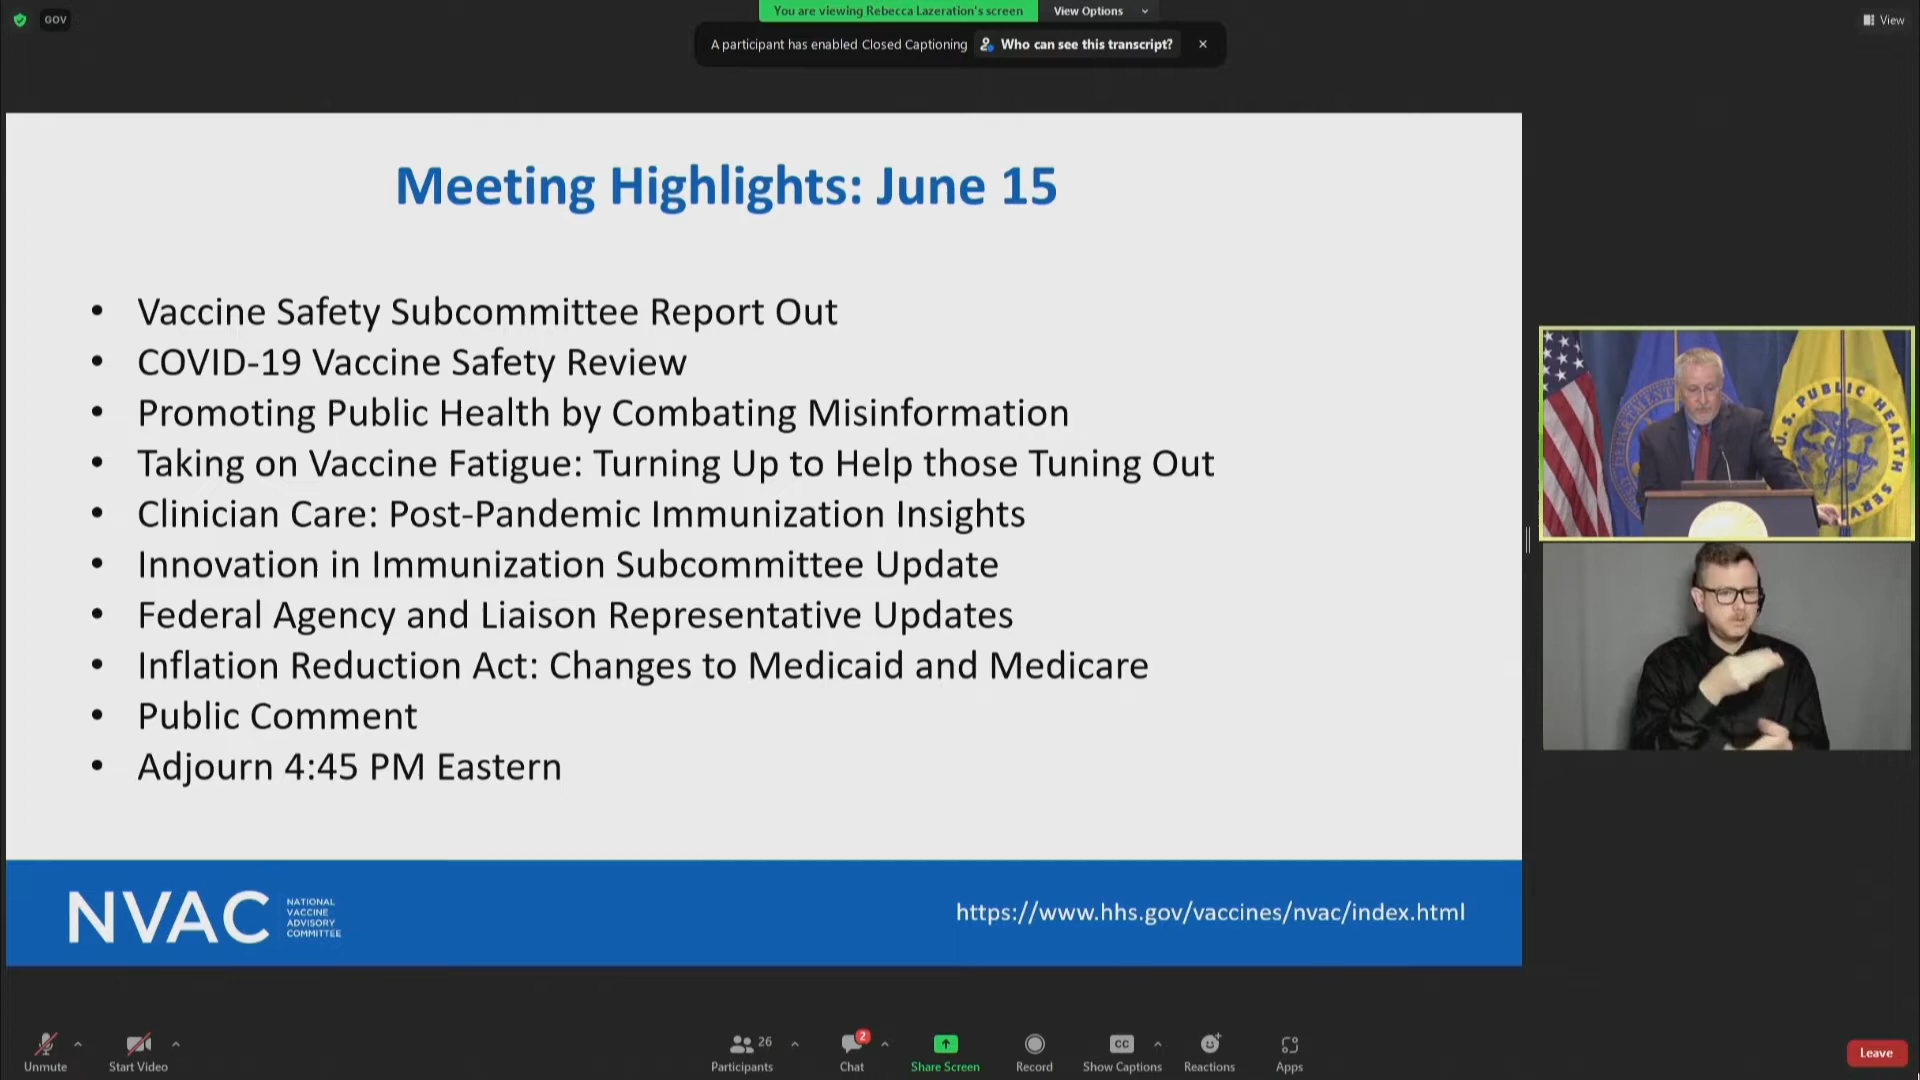 GOV
You are viewing Rebecca Lazeration's screen
View Options
View
A participant has enabled Closed Captioning
Who can see this transcript?
Meeting Highlights: June 15
• Vaccine Safety Subcommittee Report Out
• COVID-19 Vaccine Safety Review
• Promoting Public Health by Combating Misinformation
• Taking on Vaccine Fatigue: Turning Up to Help those Tuning Out
• Clinician Care: Post-Pandemic Immunization Insights
• Innovation in Immunization Subcommittee Update
• Federal Agency and Liaison Representative Updates
• Inflation Reduction Act: Changes to Medicaid and Medicare
• Public Comment
• Adjourn 4:45 PM Eastern
NVAC
NATIONAL
VACCINE
ADVISORY
COMMITTEE
https://www.hhs.gov/vaccines/nvac/index.html
U.S. PUBLIC HEALTH
Unmute
Start Video
26
Participants
2
Chat
Share Screen
Record
CC
Show Captions
Reactions
Apps
Leave